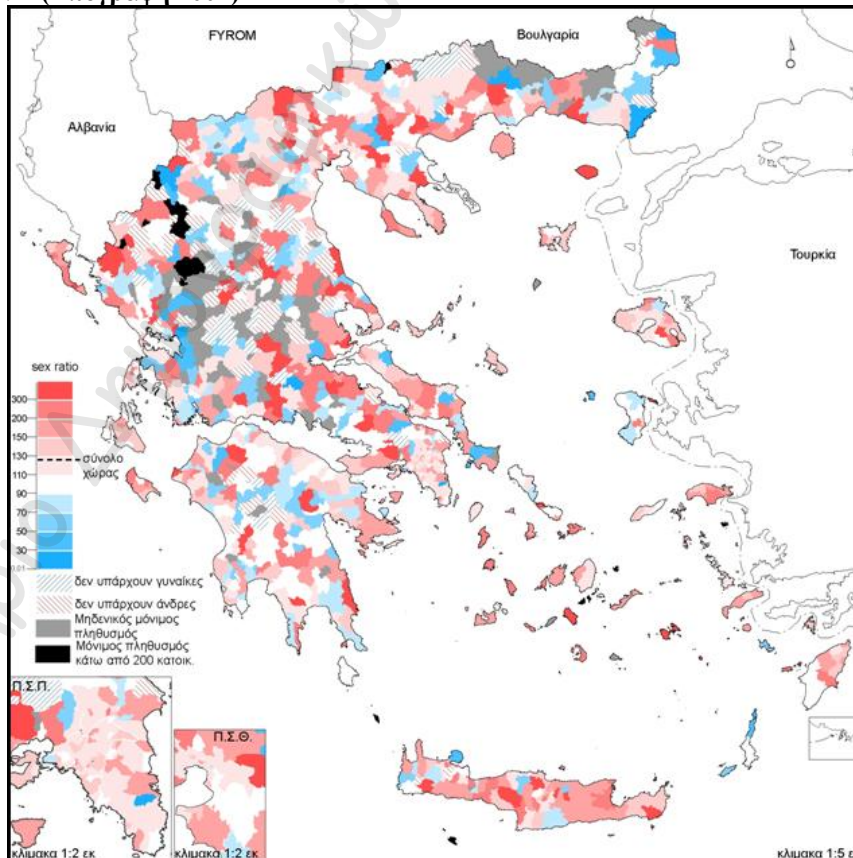 FYROM
Βουλγαρία
Αλβανία
Τουρκία
sex ratio
300
200
150
130
110
90
70
50
30
0.01
σύνολο
χώρας
δεν υπάρχουν γυναίκες
δεν υπάρχουν άνδρες
Μηδενικός μόνιμος
πληθυσμός
Μόνιμος πληθυσμός
κάτω από 200 κατοικ.
Π.Σ.Π.
Π.Σ.Θ.
κλιμακα 1:2 εκ
κλιμακα 1:2 εκ
κλιμακα 1:5 εκ